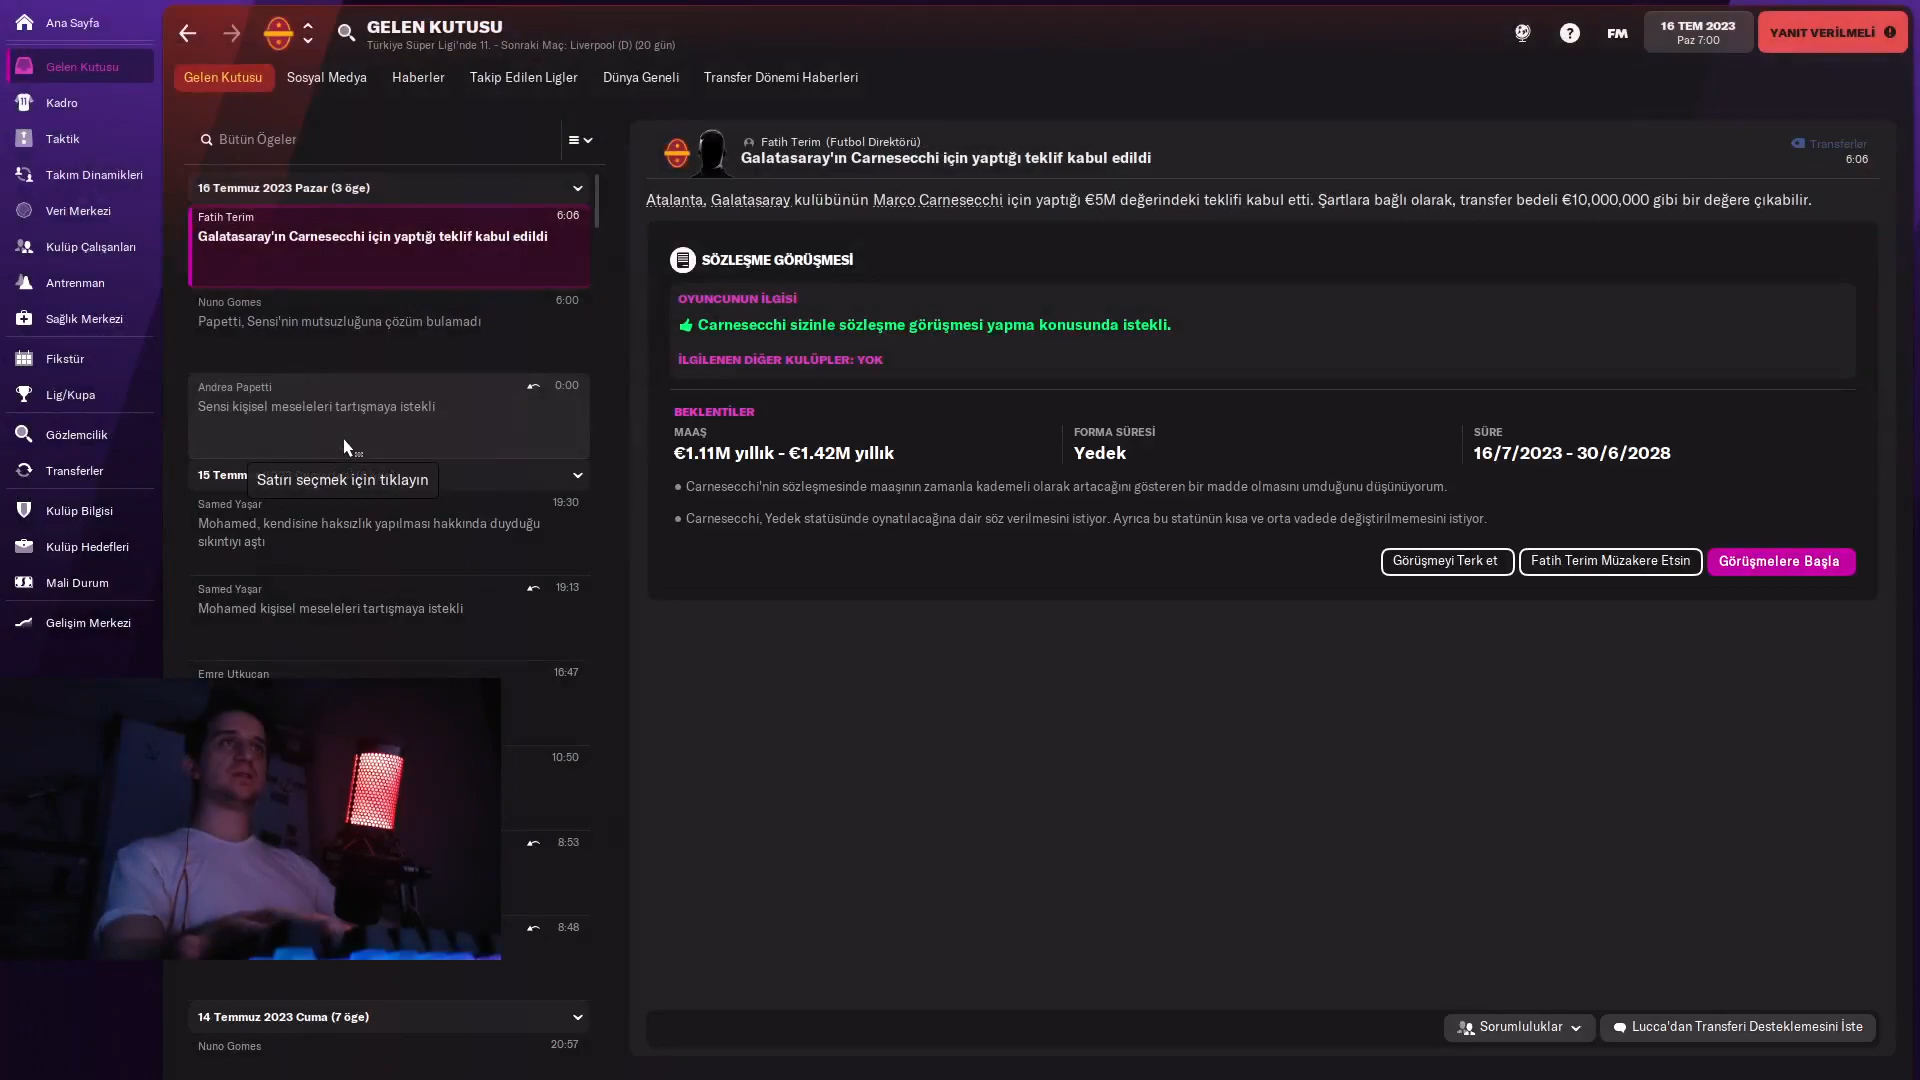 Ana Sayfa
Gelen Kutusu
Kadro
Taktik
Takım Dinamikleri
Veri Merkezi
Kulüp Çalışanları
Antrenman
Sağlık Merkezi
Fikstür
Lig/Kupa
Gözlemcilik
Transferler
Kulüp Bilgisi
Kulüp Hedefleri
Mali Durum
Gelişim Merkezi
GELEN KUTUSU
Türkiye Süper Ligi'nde 11. - Sonraki Maç: Liverpool (D) (20 gün)
FM
16 TEM 2023
Paz 7:00
YANIT VERİLMELİ
Gelen Kutusu Sosyal Medya Haberler Takip Edilen Ligler Dünya Geneli Transfer Dönemi Haberleri
Bütün Ögeler
16 Temmuz 2023 Pazar (3 öge)
Fatih Terim 6:06
Galatasaray'ın Carnesecchi için yaptığı teklif kabul edildi
Nuno Gomes 6:00
Papetti, Sensi'nin mutsuzluğuna çözüm bulamadı
Andrea Papetti 0:00
Sensi kişisel meseleleri tartışmaya istekli
15 Temm
Satırı seçmek için tıklayın
Samed Yaşar 19:30
Mohamed, kendisine haksızlık yapılması hakkında duyduğu
sıkıntıyı aştı
Samed Yaşar 19:13
Mohamed kişisel meseleleri tartışmaya istekli
Emre Utkucan 16:47
10:50
8:53
8:48
14 Temmuz 2023 Cuma (7 öge)
Nuno Gomes 20:57
Fatih Terim (Futbol Direktörü)
Galatasaray'ın Carnesecchi için yaptığı teklif kabul edildi
Transferler
6:06
Atalanta, Galatasaray kulübünün Marco Carnesecchi için yaptığı €5M değerindeki teklifi kabul etti. Şartlara bağlı olarak, transfer bedeli €10,000,000 gibi bir değere çıkabilir.
SÖZLEŞME GÖRÜŞMESİ
OYUNCUNUN İLGİSİ
Carnesecchi sizinle sözleşme görüşmesi yapma konusunda istekli.
İLGİLENEN DİĞER KULÜPLER: YOK
BEKLENTİLER
MAAŞ FORMA SÜRESİ SÜRE
€1.11M yıllık - €1.42M yıllık Yedek 16/7/2023 - 30/6/2028
● Carnesecchi'nin sözleşmesinde maaşının zamanla kademeli olarak artacağını gösteren bir madde olmasını umduğunu düşünüyorum.
● Carnesecchi, Yedek statüsünde oynatılacağına dair söz verilmesini istiyor. Ayrıca bu statünün kısa ve orta vadede değiştirilmemesini istiyor.
Görüşmeyi Terk et Fatih Terim Müzakere Etsin Görüşmelere Başla
Sorumluluklar Lucca'dan Transferi Desteklemesini İste